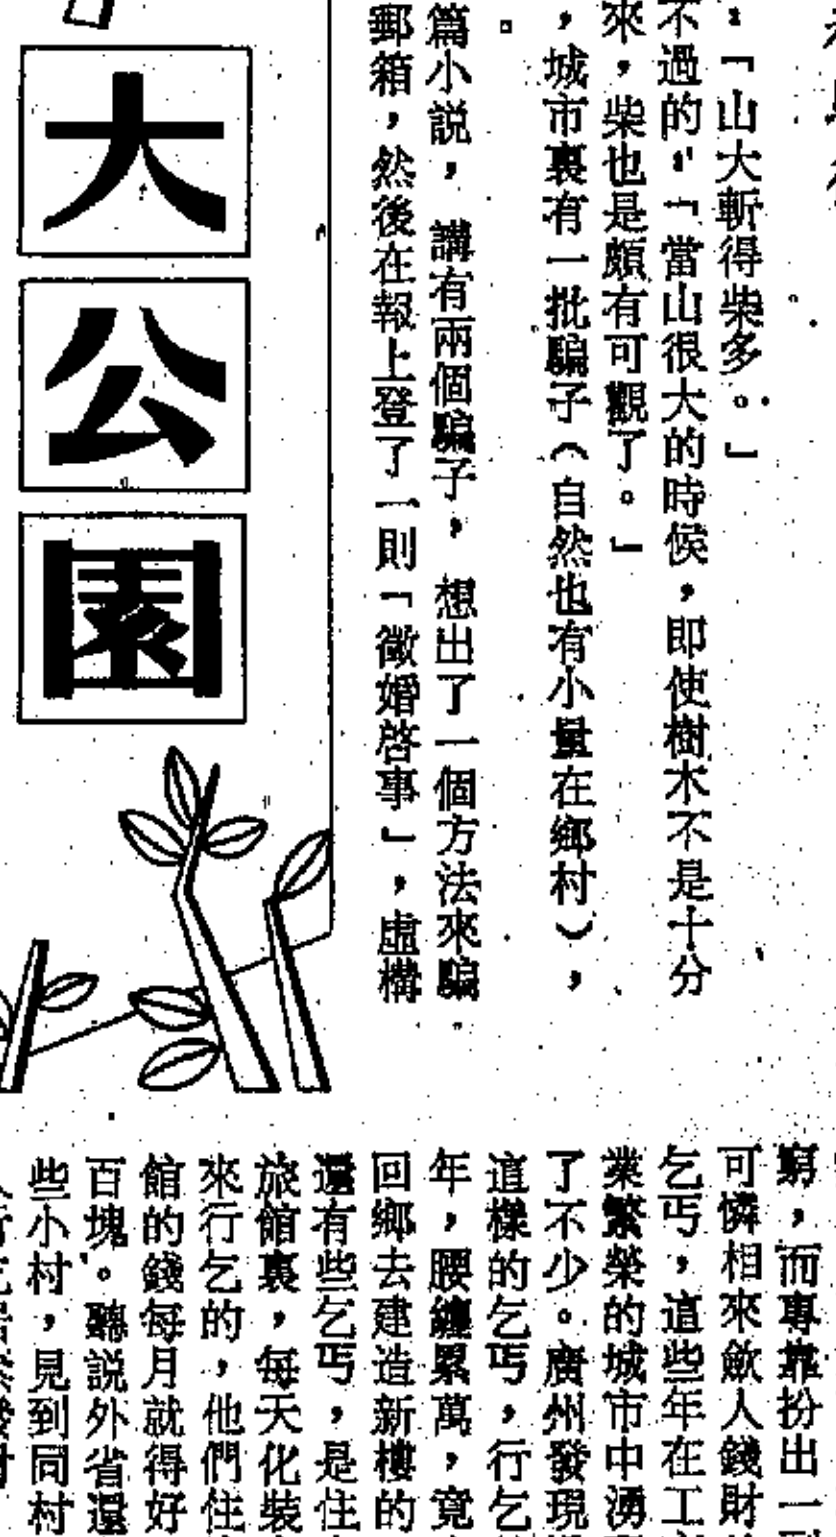 ：「山大斬得柴多。」
不過的：「當山很大的時候，即使樹木不是十分
來，柴也是頗有可觀了。」
，城市裏有一批騙子（自然也有小量在鄉村），
。
篇小説，講有兩個騙子，想出了一個方法來騙
郵箱，然後在報上登了一則「徵婚啓事」，虛構
大公園
窮，而專靠扮出一
可憐相來斂人錢財
乞丐，這些年在工
業繁榮的城市中湧
了不少。廣州發現
這樣的乞丐，行乞
年，腰纏累萬，竟
回鄉去建造新樓的
還有些乞丐，是住
旅館裏，每天化裝
來行乞的，他們住
館的錢每月就得好
百塊。聽説外省還
些小村，見到同村